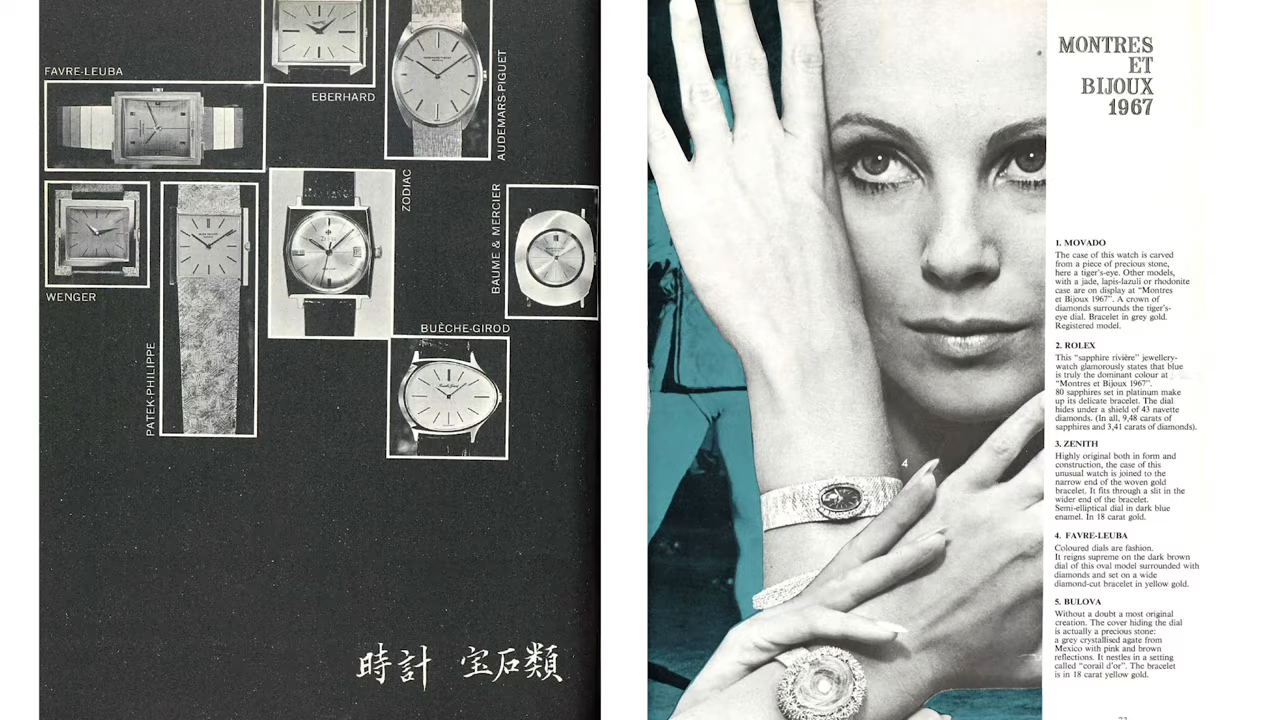 FAVRE-LEUBA
EBERHARD
AUDEMARS-PIGUET
ZODIAC
WENGER
PATEK-PHILIPPE
BAUME & MERCIER
BUÈCHE-GIROD
時計 宝石類
MONTRES
ET
BIJOUX
1967
1. MOVADO
The case of this watch is carved
from a piece of precious stone,
here a tiger's-eye. Other models,
with a jade, lapis-lazuli or rhodonite
case are on display at "Montres
et Bijoux 1967". A crown of
diamonds surrounds the tiger's-
eye dial. Bracelet in grey gold.
Registered model.
2. ROLEX
This "sapphire rivière" jewellery-
watch glamorously states that blue
is truly the dominant colour at
"Montres et Bijoux 1967".
80 sapphires set in platinum make
up its delicate bracelet. The dial
hides under a shield of 43 navette
diamonds. (In all, 9,48 carats of
sapphires and 3,41 carats of diamonds).
3. ZENITH
Highly original both in form and
construction, the case of this
unusual watch is joined to the
narrow end of the woven gold
bracelet. It fits through a slit in the
wider end of the bracelet.
Semi-elliptical dial in dark blue
enamel. In 18 carat gold.
4. FAVRE-LEUBA
Coloured dials are fashion.
It reigns supreme on the dark brown
dial of this oval model surrounded with
diamonds and set on a wide
diamond-cut bracelet in yellow gold.
5. BULOVA
Without a doubt a most original
creation. The cover hiding the dial
is actually a precious stone:
a grey crystallised agate from
Mexico with pink and brown
reflections. It nestles in a setting
called "corail d'or". The bracelet
is in 18 carat yellow gold.
4